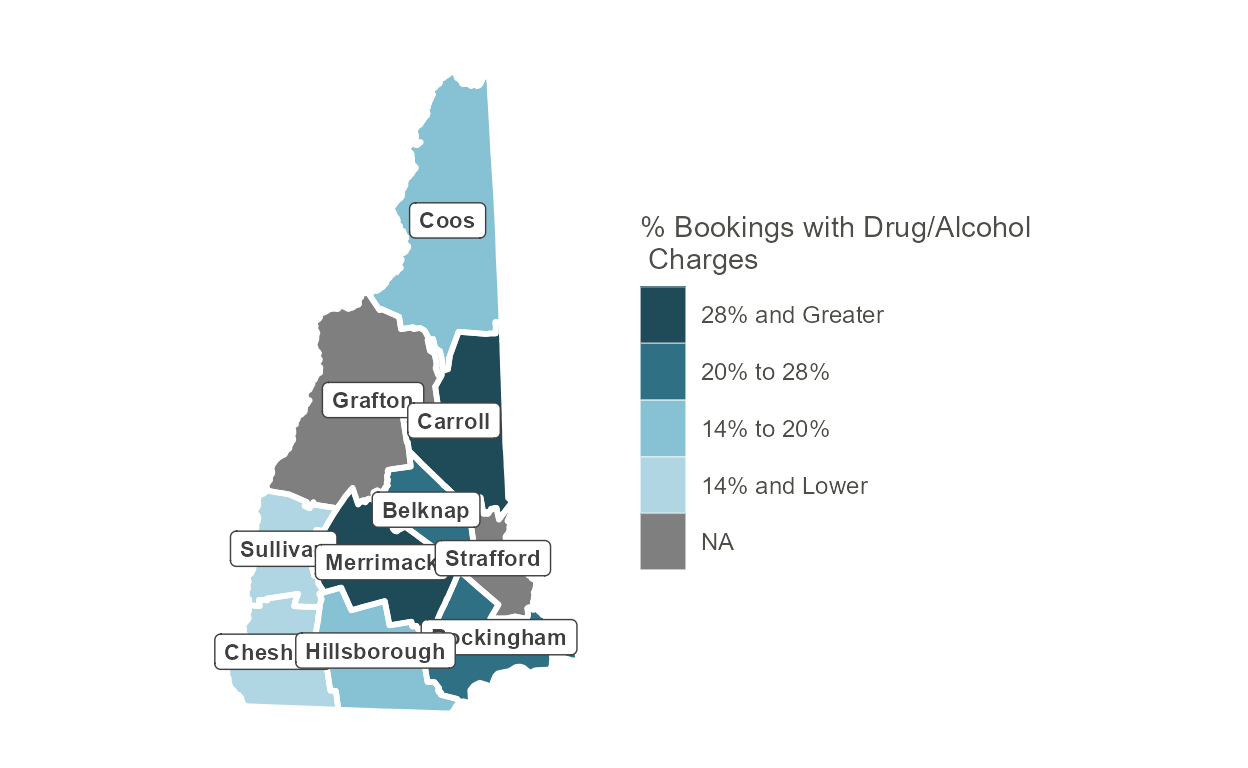 Coos
Grafton
Carroll
Belknap
Sulliva
Merrimack
Strafford
Rockingham
Chesh
Hillsborough
% Bookings with Drug/Alcohol
Charges
28% and Greater
20% to 28%
14% to 20%
14% and Lower
NA